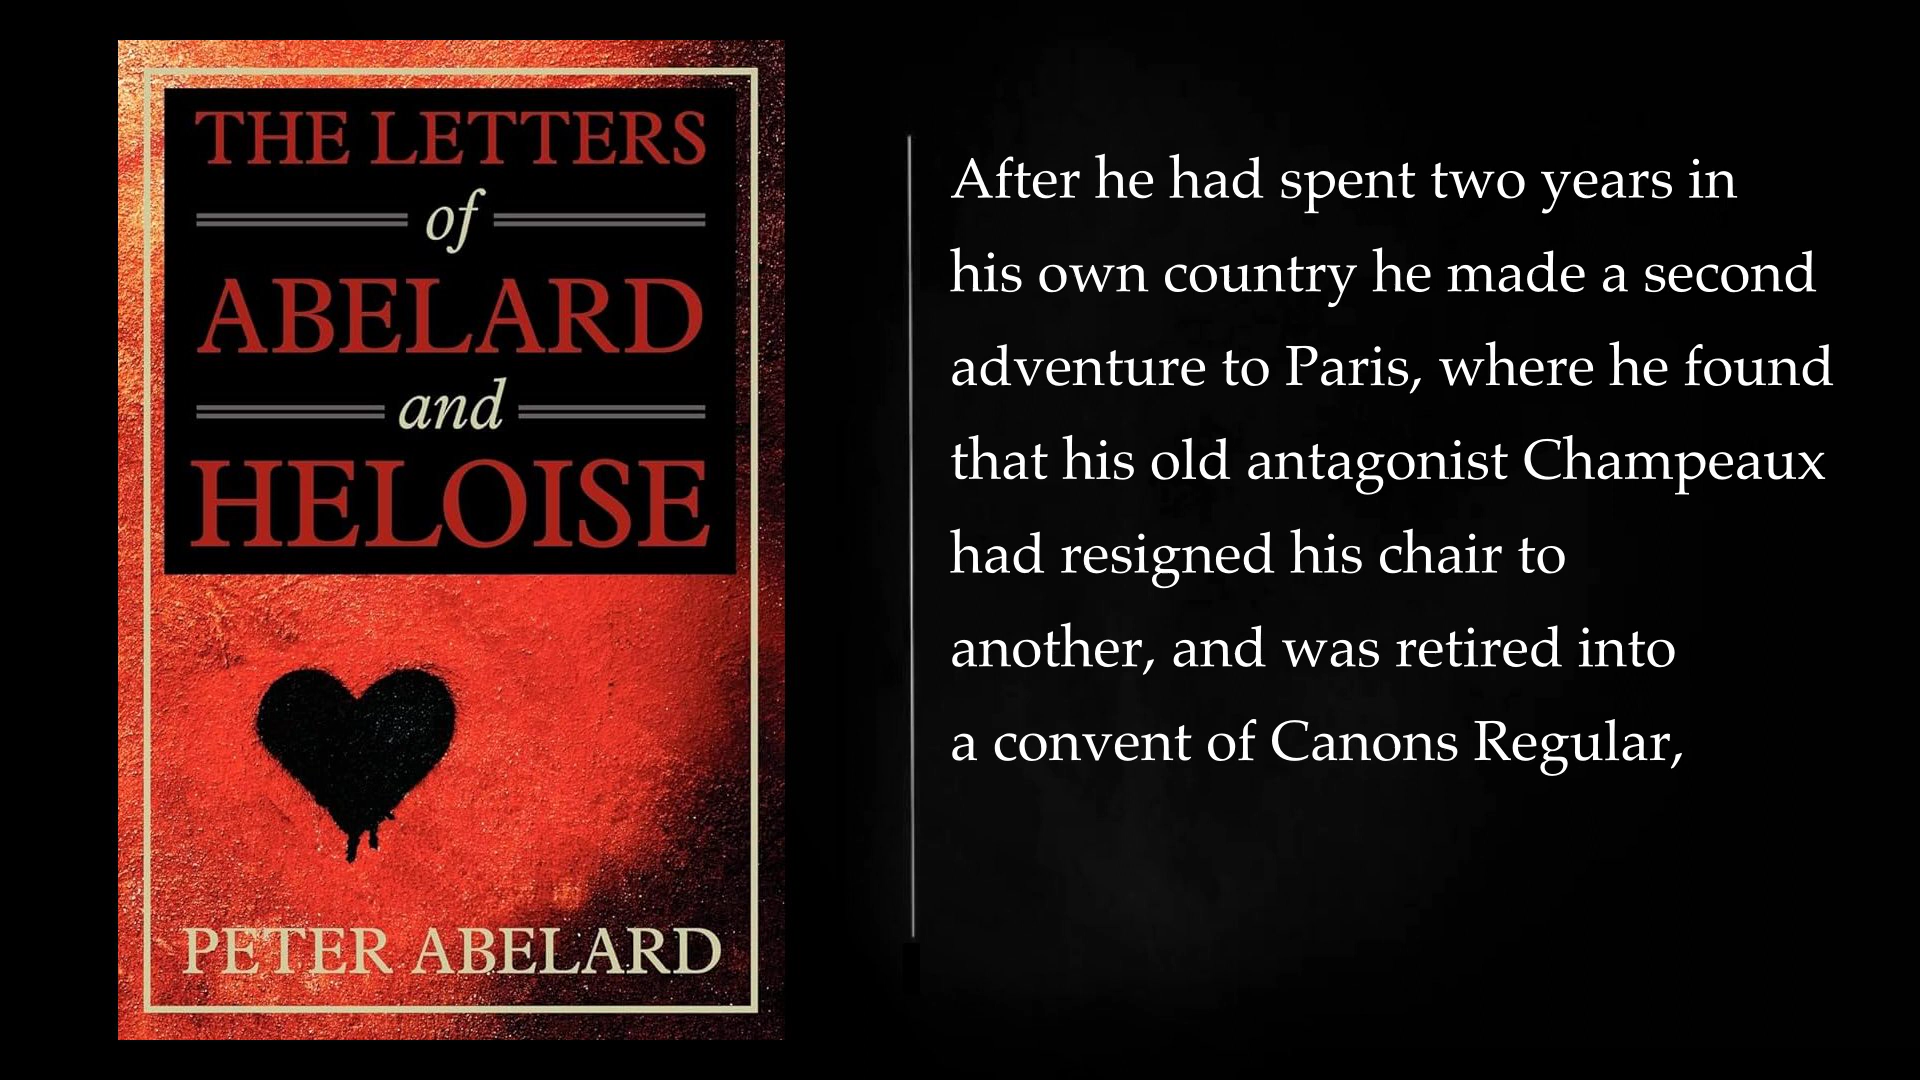 THE LETTERS
of
ABELARD
and
HELOISE
PETER ABELARD
After he had spent two years in
his own country he made a second
adventure to Paris, where he found
that his old antagonist Champeaux
had resigned his chair to
another, and was retired into
a convent of Canons Regular,